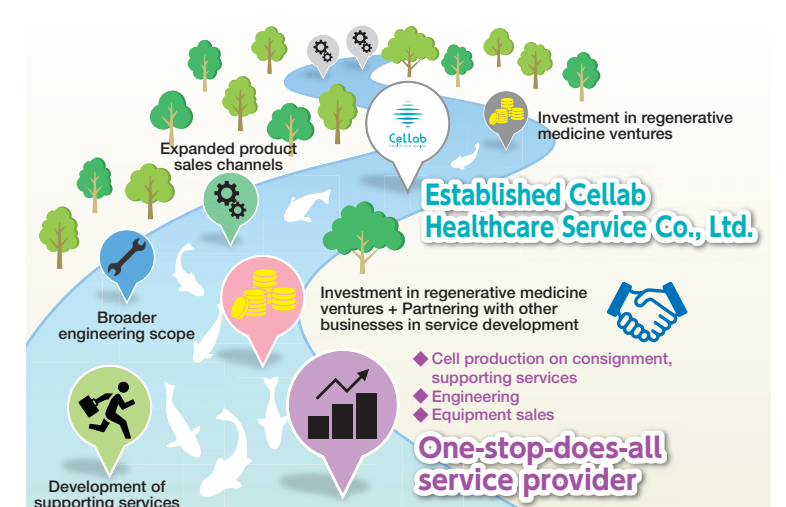 Cellab
healthcare service
Investment in regenerative
medicine ventures
Expanded product
sales channels
Established Cellab
Healthcare Service Co., Ltd.
Broader
engineering scope
Investment in regenerative medicine
ventures + Partnering with other
businesses in service development
◆ Cell production on consignment,
supporting services
◆ Engineering
◆ Equipment sales
One-stop-does-all
service provider
Development of
supporting services